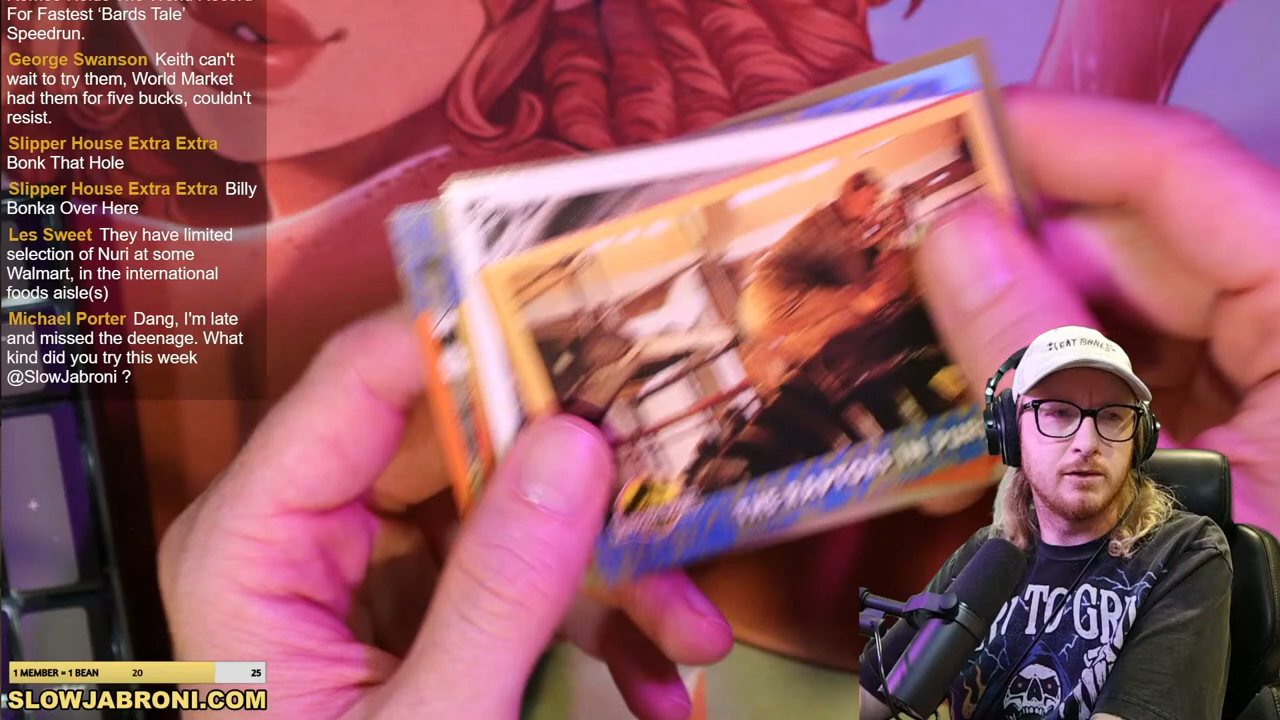 For Fastest ‘Bards Tale’
Speedrun.
George Swanson Keith can't
wait to try them, World Market
had them for five bucks, couldn't
resist.
Slipper House Extra Extra
Bonk That Hole
Slipper House Extra Extra Billy
Bonka Over Here
Les Sweet They have limited
selection of Nuri at some
Walmart, in the international
foods aisle(s)
Michael Porter Dang, I'm late
and missed the deenage. What
kind did you try this week
@SlowJabroni ?
1 MEMBER = 1 BEAN 20 25
SLOWJABRONI.COM